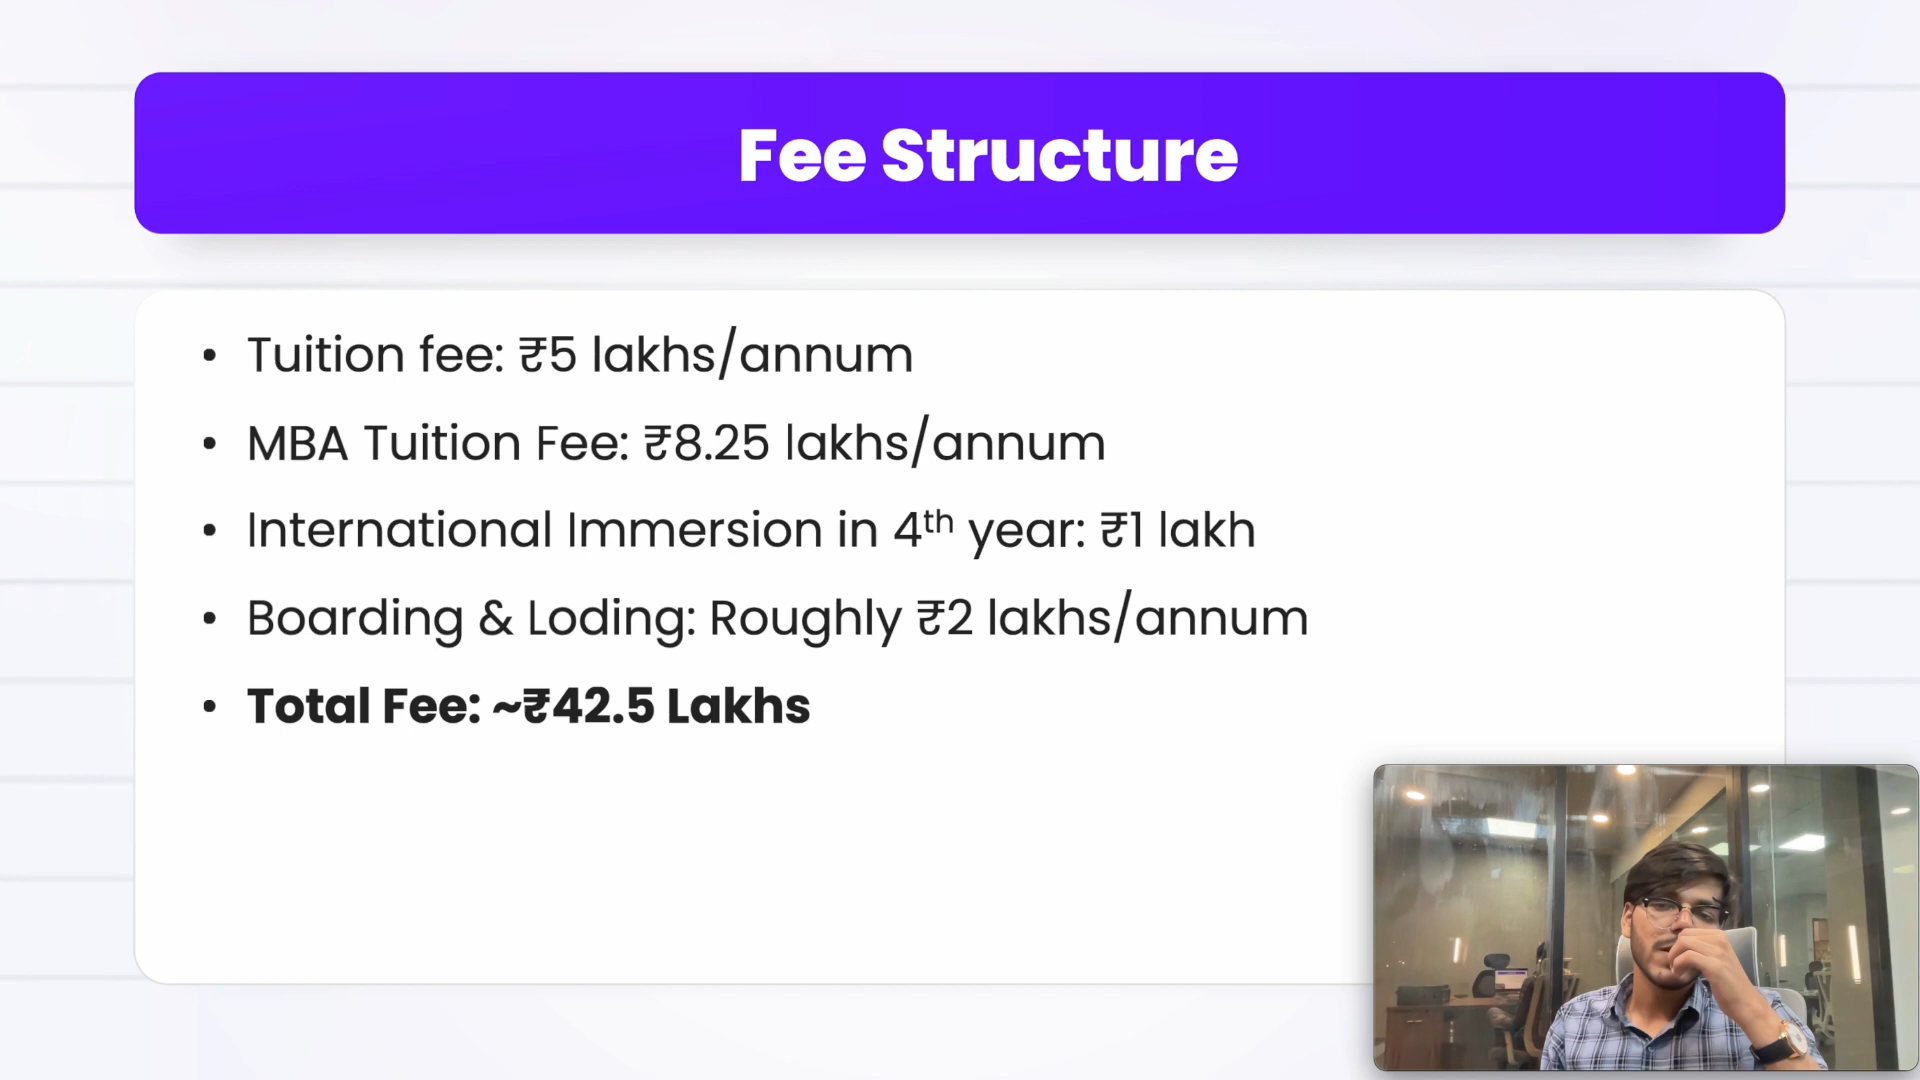 Fee Structure
• Tuition fee: ₹5 lakhs/annum
• MBA Tuition Fee: ₹8.25 lakhs/annum
• International Immersion in 4th year: ₹1 lakh
• Boarding & Loding: Roughly ₹2 lakhs/annum
• Total Fee: ~₹42.5 Lakhs